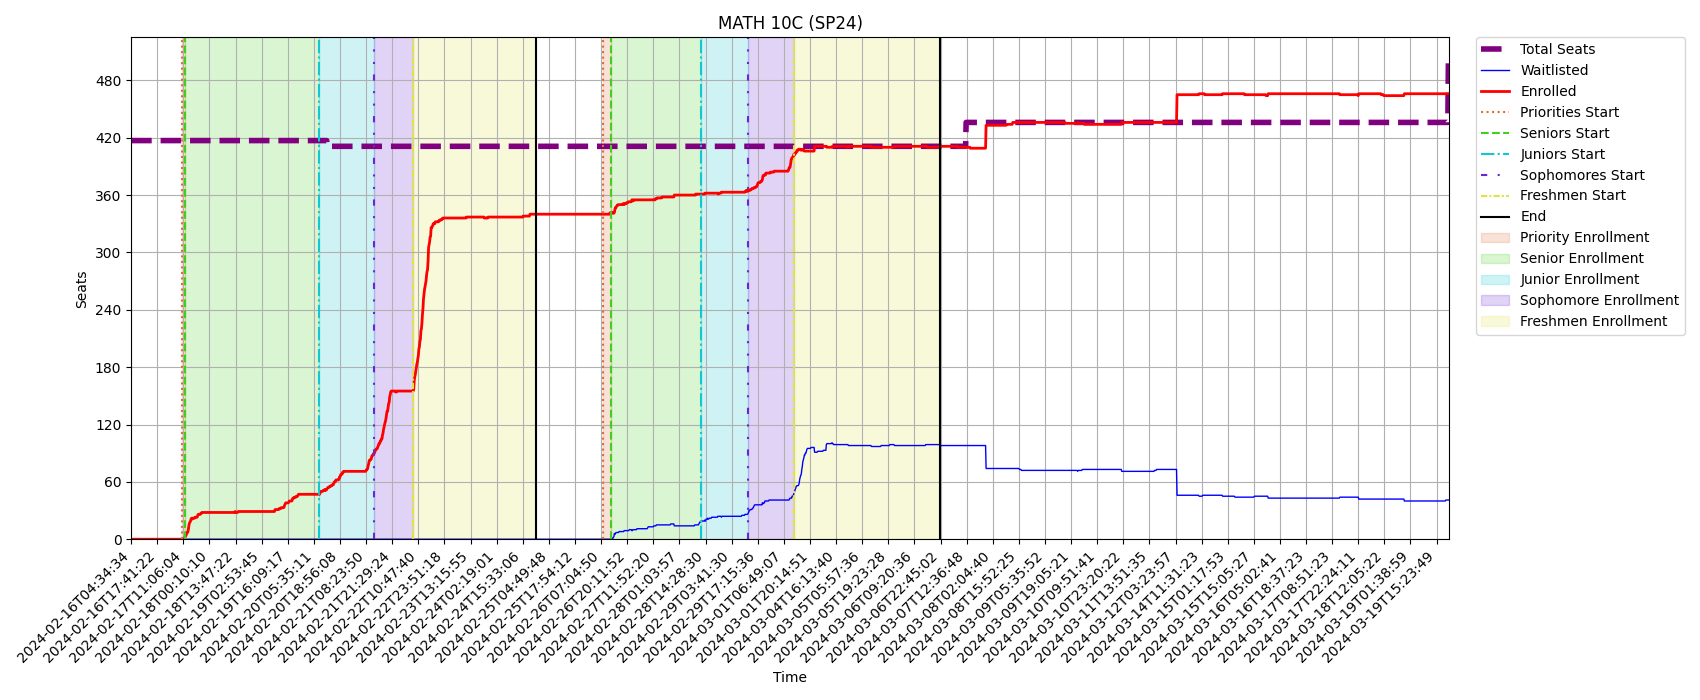 MATH 10C (SP24)
Seats
480
420
360
300
240
180
120
60
0
2024-02-16T04:34:34
2024-02-16T17:41:22
2024-02-17T11:06:04
2024-02-18T00:10:10
2024-02-18T13:47:22
2024-02-19T02:53:45
2024-02-19T16:09:17
2024-02-20T05:35:11
2024-02-20T18:56:08
2024-02-21T08:23:50
2024-02-21T21:29:24
2024-02-22T10:47:40
2024-02-22T23:51:18
2024-02-23T13:15:55
2024-02-24T02:19:01
2024-02-24T15:33:06
2024-02-25T04:49:48
2024-02-25T17:54:12
2024-02-26T07:04:50
2024-02-26T20:11:52
2024-02-27T11:52:20
2024-02-28T01:03:57
2024-02-28T14:28:30
2024-02-29T03:41:30
2024-02-29T17:15:36
2024-03-01T06:49:07
2024-03-01T20:14:51
2024-03-04T16:13:40
2024-03-05T05:57:36
2024-03-05T19:23:28
2024-03-06T09:20:36
2024-03-06T22:45:02
2024-03-07T12:36:48
2024-03-08T02:04:40
2024-03-08T15:52:25
2024-03-09T05:35:52
2024-03-09T19:05:21
2024-03-10T09:51:41
2024-03-10T23:20:22
2024-03-11T13:51:35
2024-03-12T03:23:57
2024-03-14T11:31:23
2024-03-15T01:17:53
2024-03-15T15:05:27
2024-03-16T05:02:41
2024-03-16T18:37:23
2024-03-17T08:51:23
2024-03-17T22:24:11
2024-03-18T12:05:22
2024-03-19T01:38:59
2024-03-19T15:23:49
Time
Total Seats
Waitlisted
Enrolled
Priorities Start
Seniors Start
Juniors Start
Sophomores Start
Freshmen Start
End
Priority Enrollment
Senior Enrollment
Junior Enrollment
Sophomore Enrollment
Freshmen Enrollment